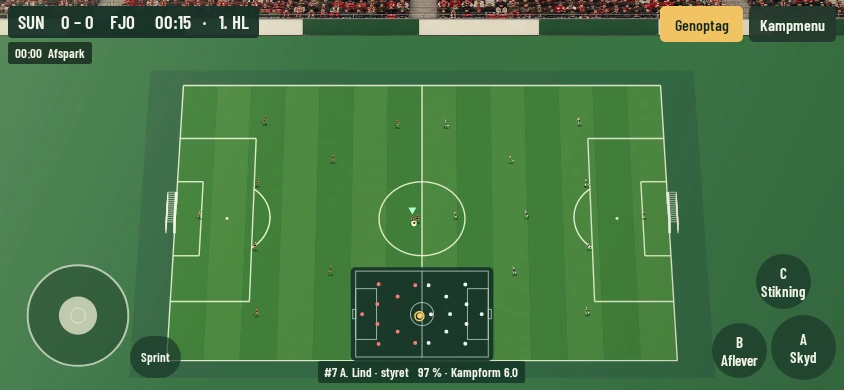 SUN 0 - 0 FJO 00:15 · 1. HL
Genoptag
Kampmenu
00:00 Afspark
C
Stikning
Sprint
B
Aflever
A
Skyd
#7 A. Lind · styret 97 % · Kampform 6.0